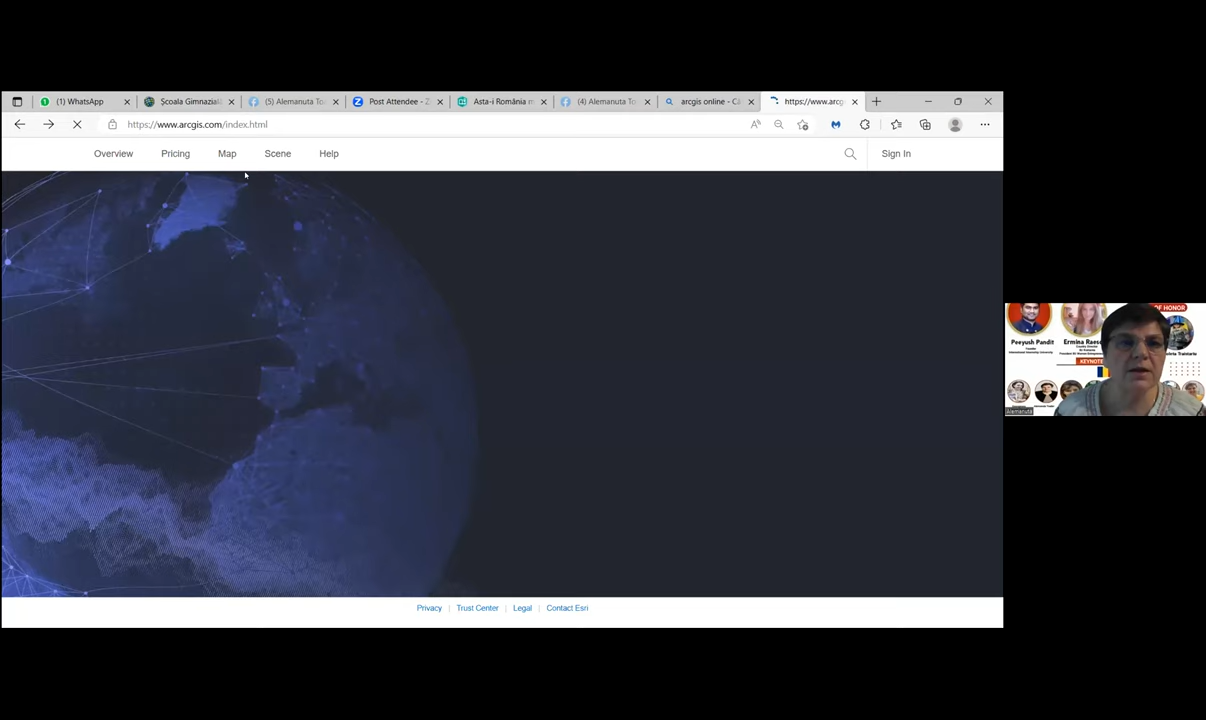 (1) WhatsApp
Școala Gimnazială
(5) Alemanuta To
Post Attendee - Z
Asta-i România m
(4) Alemanuta To
arcgis online - Că
https://www.arcg
https://www.arcgis.com/index.html
Overview
Pricing
Map
Scene
Help
Sign In
Privacy
Trust Center
Legal
Contact Esri
OF HONOR
Peeyush Pandit
Ermina
KEYNOTE